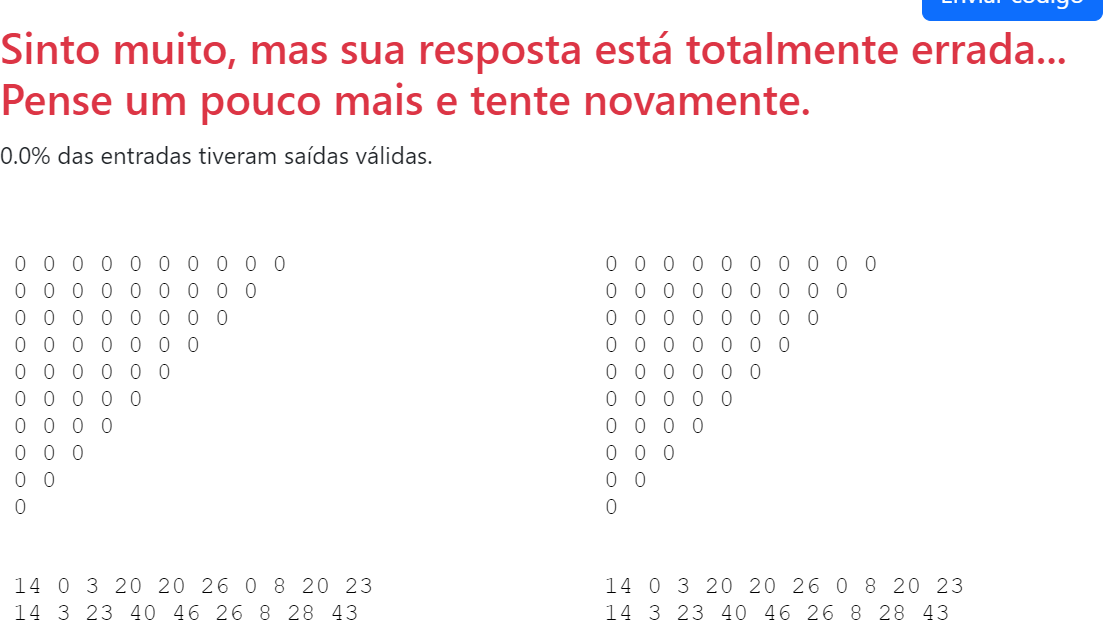 Enviar código
Sinto muito, mas sua resposta está totalmente errada...
Pense um pouco mais e tente novamente.
0.0% das entradas tiveram saídas válidas.
0 0 0 0 0 0 0 0 0 0 0 0 0 0 0 0 0 0 0 0
0 0 0 0 0 0 0 0 0 0 0 0 0 0 0 0 0 0
0 0 0 0 0 0 0 0 0 0 0 0 0 0 0 0
0 0 0 0 0 0 0 0 0 0 0 0 0 0
0 0 0 0 0 0 0 0 0 0 0 0
0 0 0 0 0 0 0 0 0 0
0 0 0 0 0 0 0 0
0 0 0 0 0 0
0 0 0 0
0 0
14 0 3 20 20 26 0 8 20 23 14 0 3 20 20 26 0 8 20 23
14 3 23 40 46 26 8 28 43 14 3 23 40 46 26 8 28 43